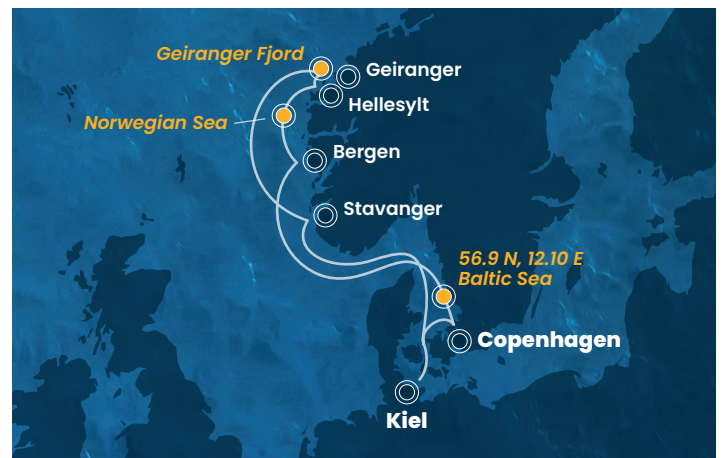 Geiranger Fjord
Geiranger
Hellesylt
Norwegian Sea
Bergen
Stavanger
56.9 N, 12.10 E
Baltic Sea
Copenhagen
Kiel